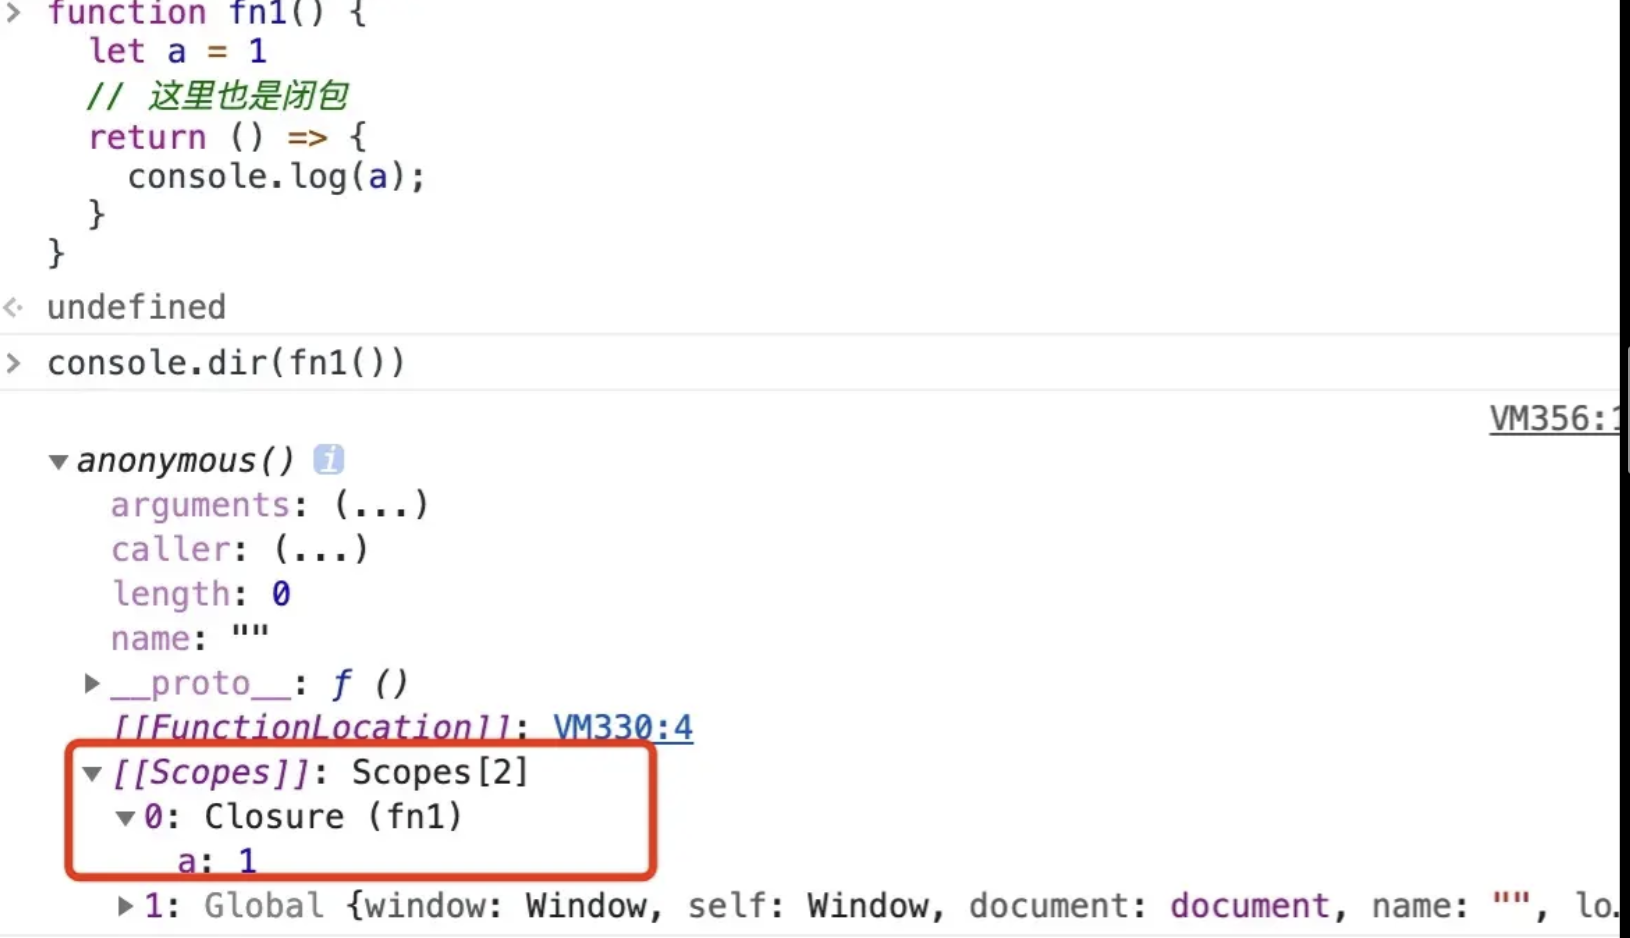 > function fn1() {
let a = 1
// 这里也是闭包
return () => {
console.log(a);
}
}
undefined
> console.dir(fn1())
VM356:1
▼ anonymous() i
arguments: (...)
caller: (...)
length: 0
name: ""
▶ __proto__: ƒ ()
[[FunctionLocation]]: VM330:4
▼ [[Scopes]]: Scopes[2]
▼ 0: Closure (fn1)
a: 1
▶ 1: Global {window: Window, self: Window, document: document, name: "", lo…